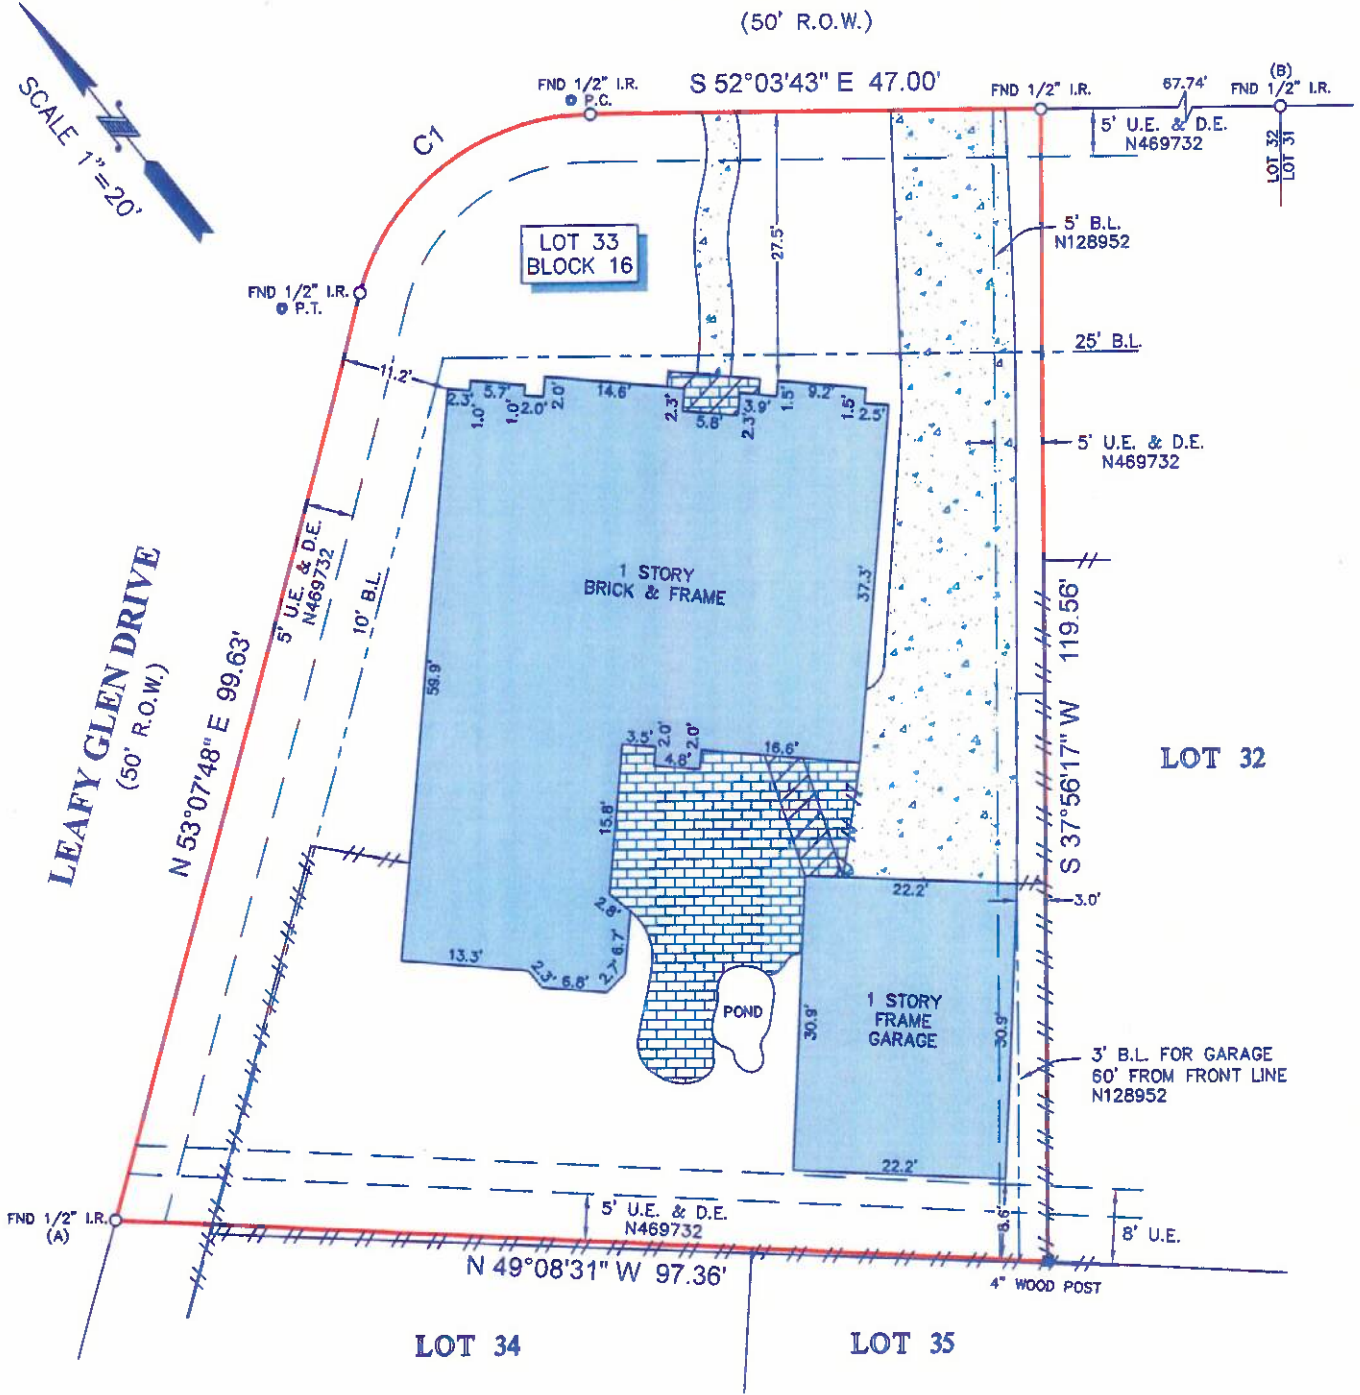 (50' R.O.W.)
SCALE 1"=20'
FND 1/2" I.R.
P.C.
S 52°03'43" E 47.00'
FND 1/2" I.R.
67.74'
(B)
FND 1/2" I.R.
5' U.E. & D.E.
N469732
LOT 32
LOT 31
C1
LOT 33
BLOCK 16
27.5'
5' B.L.
N128952
FND 1/2" I.R.
P.T.
25' B.L.
11.2'
2.3'
1.0'
5.7'
1.0'
2.0'
2.0'
14.6'
2.3'
5.8'
2.3'
3.9'
1.5'
9.2'
1.5'
2.5'
5' U.E. & D.E.
N469732
5' U.E. & D.E.
N469732
10' B.L.
1 STORY
BRICK & FRAME
37.3'
59.9'
LEAFY GLEN DRIVE
(50' R.O.W.)
N 53°07'48" E 99.63'
S 37°56'17" W 119.56'
LOT 32
3.5'
2.0'
4.8'
2.0'
16.6'
15.8'
22.2'
3.0'
2.8'
6.7'
2.7'
13.3'
2.3'
6.8'
POND
1 STORY
FRAME
GARAGE
30.9'
30.9'
3' B.L. FOR GARAGE
60' FROM FRONT LINE
N128952
22.2'
FND 1/2" I.R.
(A)
5' U.E. & D.E.
N469732
8.6'
8' U.E.
N 49°08'31" W 97.36'
4" WOOD POST
LOT 34
LOT 35